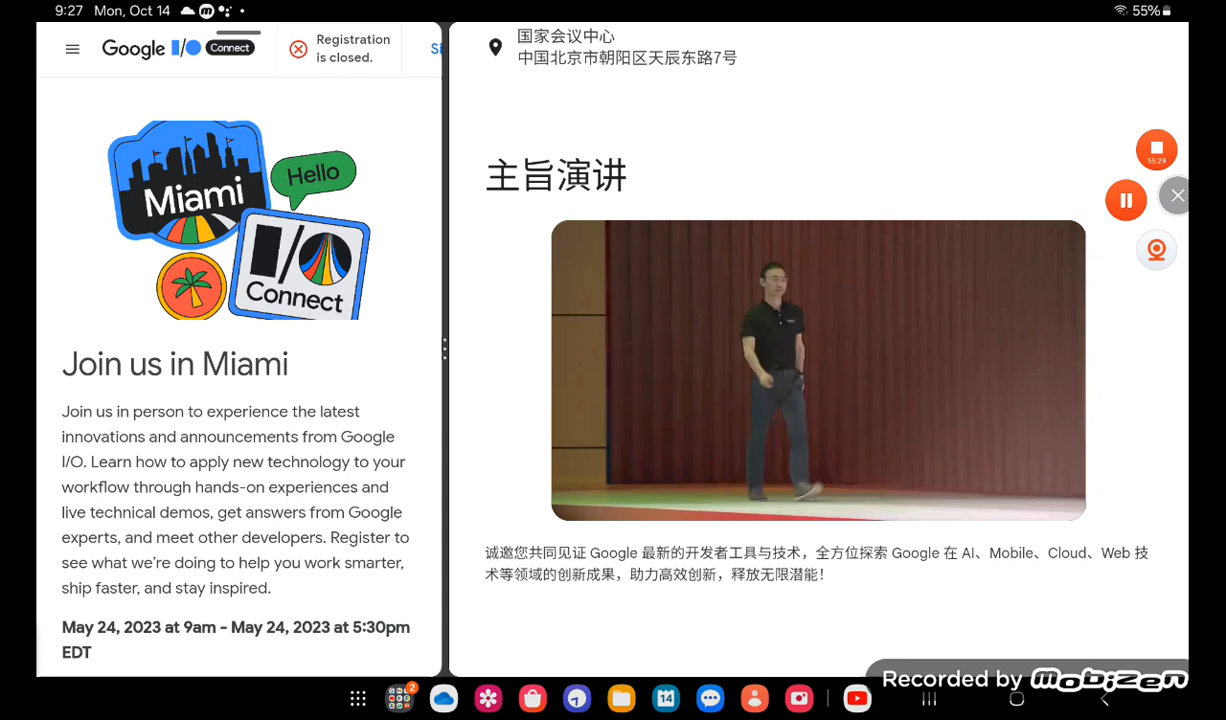 9:27 Mon, Oct 14
55%
Google I/O Connect
Registration
is closed.
Si
Miami
Hello
I/O
Connect
Join us in Miami
Join us in person to experience the latest
innovations and announcements from Google
I/O. Learn how to apply new technology to your
workflow through hands-on experiences and
live technical demos, get answers from Google
experts, and meet other developers. Register to
see what we're doing to help you work smarter,
ship faster, and stay inspired.
May 24, 2023 at 9am - May 24, 2023 at 5:30pm
EDT
国家会议中心
中国北京市朝阳区天辰东路7号
主旨演讲
诚邀您共同见证 Google 最新的开发者工具与技术，全方位探索 Google 在 AI、Mobile、Cloud、Web 技
术等领域的创新成果，助力高效创新，释放无限潜能！
55:29
Recorded by mobizen
2
14